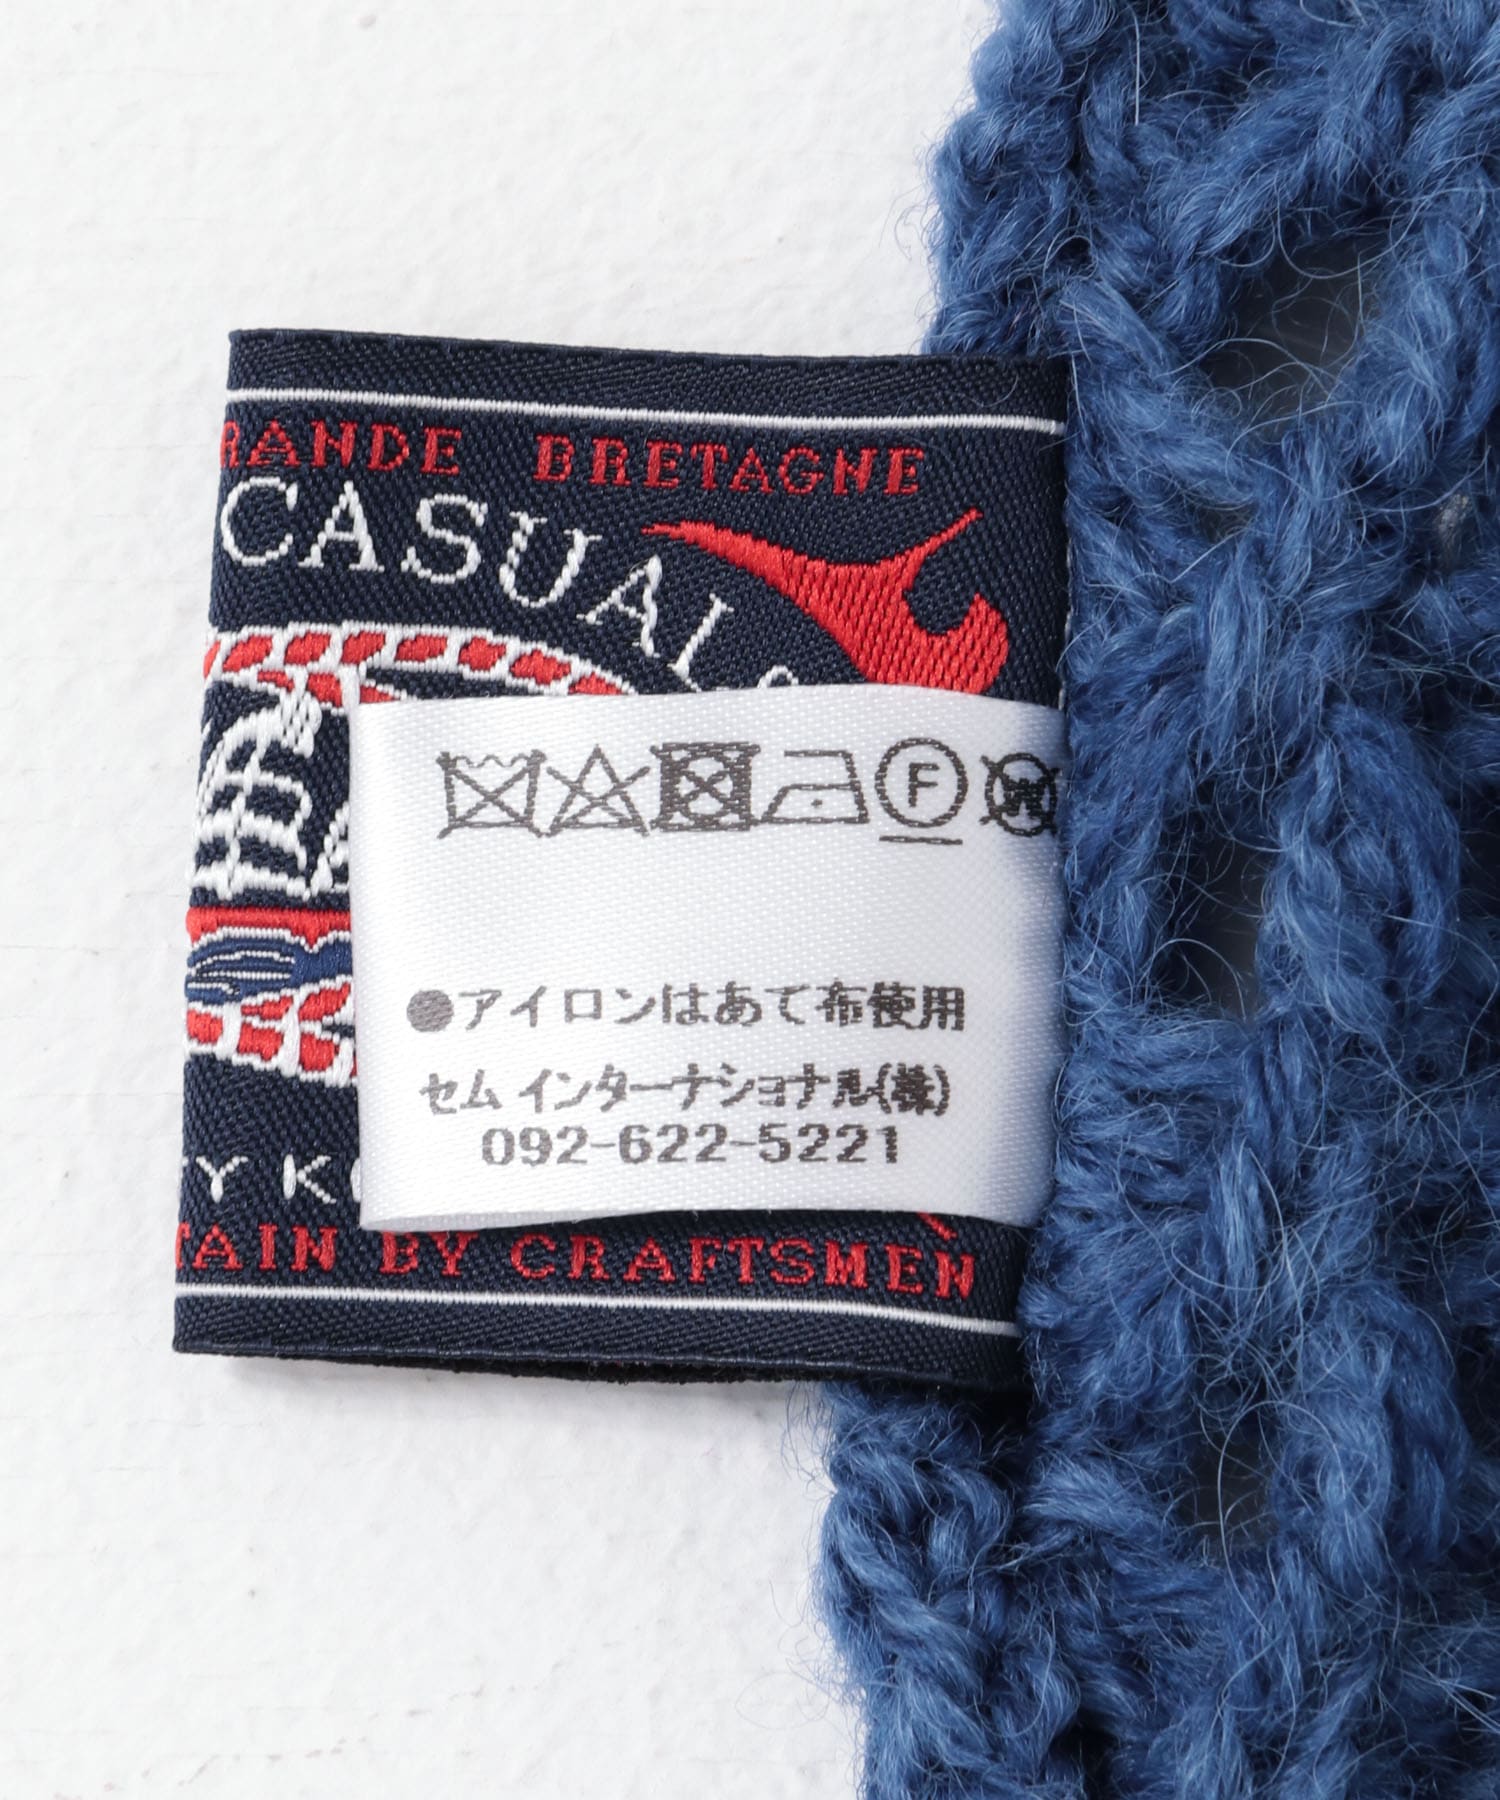 RANDE BRETAGNE
CASUAL
F
W
●アイロンはあて布使用
セム インターナショナル(株)
092-622-5221
TAIN BY CRAFTSMEN